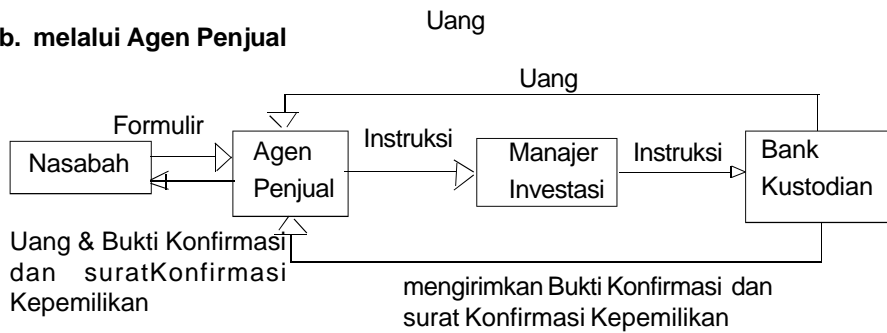 Uang
b. melalui Agen Penjual
Uang
Formulir
Nasabah
Agen
Penjual
Instruksi
Manajer
Investasi
Instruksi
Bank
Kustodian
Uang & Bukti Konfirmasi
dan suratKonfirmasi
Kepemilikan
mengirimkan Bukti Konfirmasi dan
surat Konfirmasi Kepemilikan